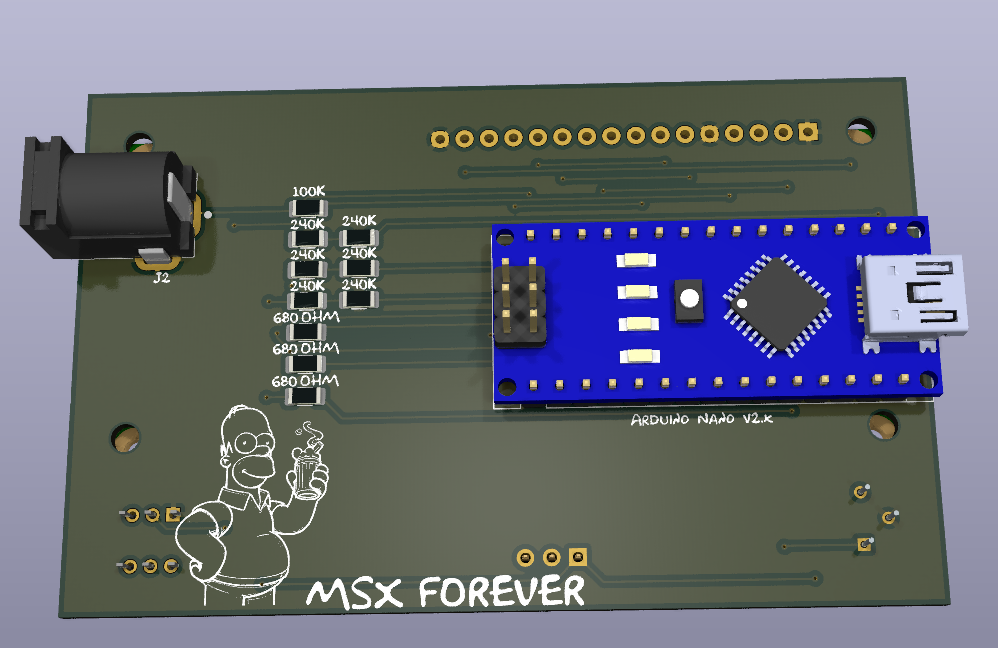 100K
240K 240K
240K 240K
240K 240K
680 OHM
680 OHM
680 OHM
J2
ARDUINO NANO V2.X
MSX FOREVER